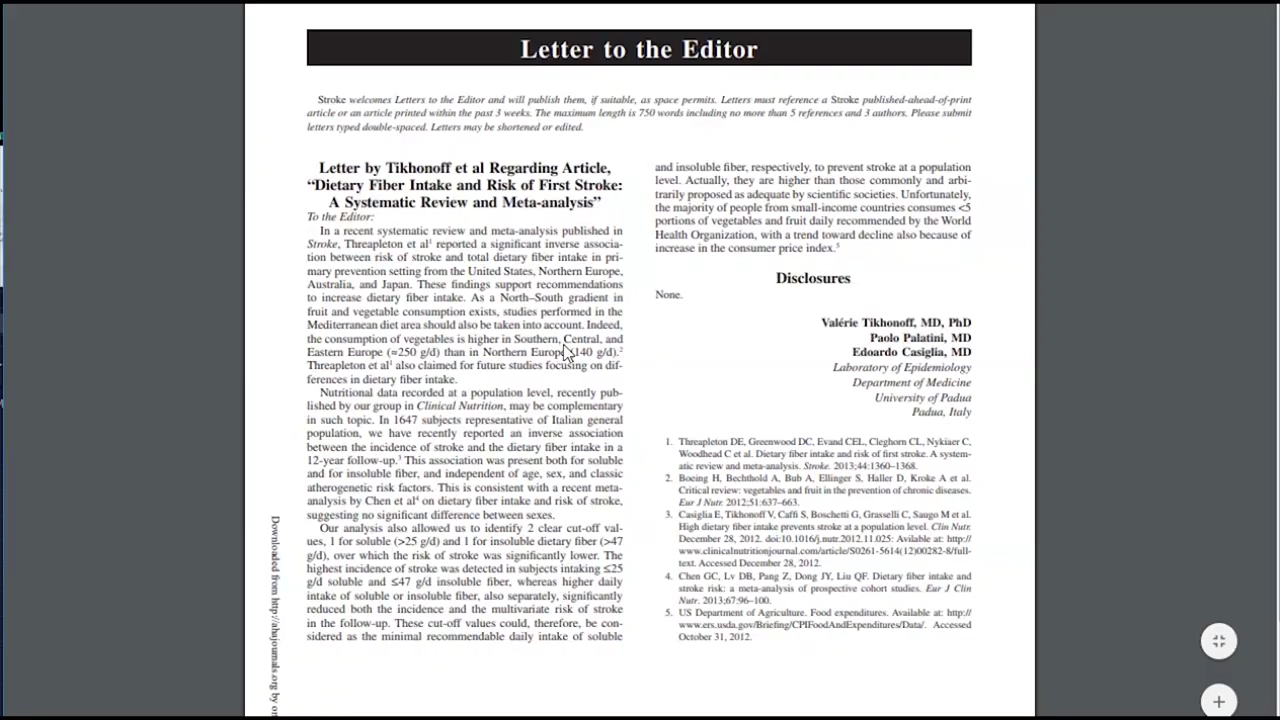 Letter to the Editor
Stroke welcomes Letters to the Editor and will publish them, if suitable, as space permits. Letters must reference a Stroke published-ahead-of-print
article or an article printed within the past 3 weeks. The maximum length is 750 words including no more than 5 references and 3 authors. Please submit
letters typed double-spaced. Letters may be shortened or edited.
Letter by Tikhonoff et al Regarding Article,
“Dietary Fiber Intake and Risk of First Stroke:
A Systematic Review and Meta-analysis”
To the Editor:
In a recent systematic review and meta-analysis published in
Stroke, Threapleton et al1 reported a significant inverse associa-
tion between risk of stroke and total dietary fiber intake in pri-
mary prevention setting from the United States, Northern Europe,
Australia, and Japan. These findings support recommendations
to increase dietary fiber intake. As a North–South gradient in
fruit and vegetable consumption exists, studies performed in the
Mediterranean diet area should also be taken into account. Indeed,
the consumption of vegetables is higher in Southern, Central, and
Eastern Europe (≈250 g/d) than in Northern Europe 140 g/d).2
Threapleton et al1 also claimed for future studies focusing on dif-
ferences in dietary fiber intake.
Nutritional data recorded at a population level, recently pub-
lished by our group in Clinical Nutrition, may be complementary
in such topic. In 1647 subjects representative of Italian general
population, we have recently reported an inverse association
between the incidence of stroke and the dietary fiber intake in a
12-year follow-up.3 This association was present both for soluble
and for insoluble fiber, and independent of age, sex, and classic
atherogenetic risk factors. This is consistent with a recent meta-
analysis by Chen et al4 on dietary fiber intake and risk of stroke,
suggesting no significant difference between sexes.
Our analysis also allowed us to identify 2 clear cut-off val-
ues, 1 for soluble (>25 g/d) and 1 for insoluble dietary fiber (>47
g/d), over which the risk of stroke was significantly lower. The
highest incidence of stroke was detected in subjects intaking ≤25
g/d soluble and ≤47 g/d insoluble fiber, whereas higher daily
intake of soluble or insoluble fiber, also separately, significantly
reduced both the incidence and the multivariate risk of stroke
in the follow-up. These cut-off values could, therefore, be con-
sidered as the minimal recommendable daily intake of soluble
and insoluble fiber, respectively, to prevent stroke at a population
level. Actually, they are higher than those commonly and arbi-
trarily proposed as adequate by scientific societies. Unfortunately,
the majority of people from small-income countries consumes <5
portions of vegetables and fruit daily recommended by the World
Health Organization, with a trend toward decline also because of
increase in the consumer price index.5
Disclosures
None.
Valérie Tikhonoff, MD, PhD
Paolo Palatini, MD
Edoardo Casiglia, MD
Laboratory of Epidemiology
Department of Medicine
University of Padua
Padua, Italy
1. Threapleton DE, Greenwood DC, Evand CEL, Cleghorn CL, Nykiaer C,
Woodhead C et al. Dietary fiber intake and risk of first stroke. A system-
atic review and meta-analysis. Stroke. 2013;44:1360–1368.
2. Boeing H, Bechthold A, Bub A, Ellinger S, Haller D, Kroke A et al.
Critical review: vegetables and fruit in the prevention of chronic diseases.
Eur J Nutr. 2012;51:637–663.
3. Casiglia E, Tikhonoff V, Caffi S, Boschetti G, Grasselli C, Saugo M et al.
High dietary fiber intake prevents stroke at a population level. Clin Nutr.
December 28, 2012. doi:10.1016/j.nutr.2012.11.025: Avilable at: http://
www.clinicalnutritionjournal.com/article/S0261-5614(12)00282-8/full-
text. Accessed December 28, 2012.
4. Chen GC, Lv DB, Pang Z, Dong JY, Liu QF. Dietary fiber intake and
stroke risk: a meta-analysis of prospective cohort studies. Eur J Clin
Nutr. 2013;67:96–100.
5. US Department of Agriculture. Food expenditures. Available at: http://
www.ers.usda.gov/Briefing/CPIFoodAndExpenditures/Data/. Accessed
October 31, 2012.
Downloaded from http://ahajournals.org by on